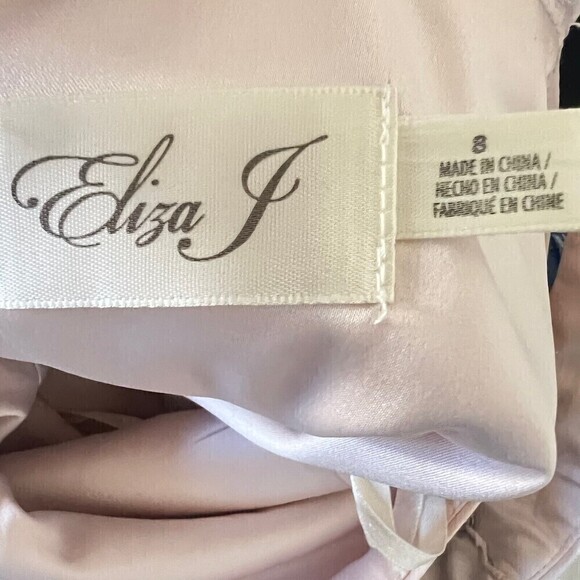 Eliza J
8
MADE IN CHINA /
HECHO EN CHINA /
FABRIQUÉ EN CHINE